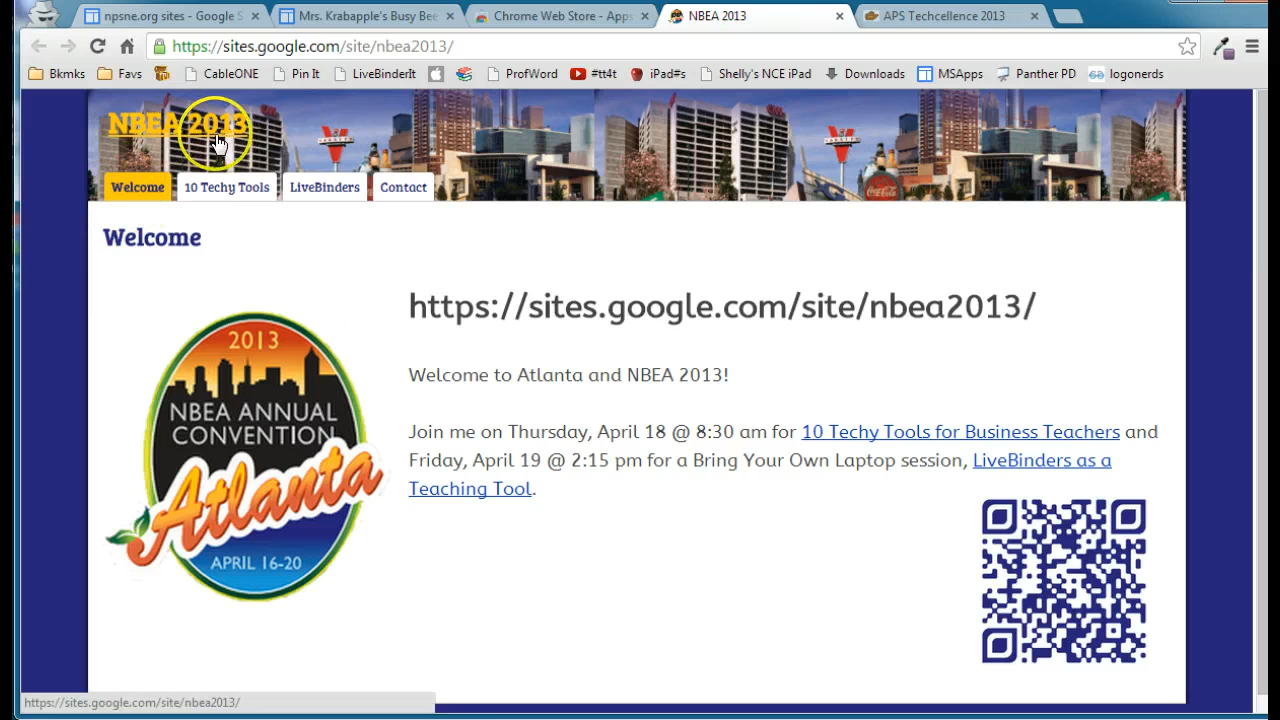 npsne.org sites - Google S
Mrs. Krabapple's Busy Bee
Chrome Web Store - Apps
NBEA 2013
APS Techcellence 2013
https://sites.google.com/site/nbea2013/
Bkmks
Favs
CableONE
Pin It
LiveBinderIt
ProfWord
#tt4t
iPad#s
Shelly's NCE iPad
Downloads
MSApps
Panther PD
logonerds
NBEA 2013
Welcome
10 Techy Tools
LiveBinders
Contact
Welcome
https://sites.google.com/site/nbea2013/
Welcome to Atlanta and NBEA 2013!
Join me on Thursday, April 18 @ 8:30 am for 10 Techy Tools for Business Teachers and
Friday, April 19 @ 2:15 pm for a Bring Your Own Laptop session, LiveBinders as a
Teaching Tool.
2013
NBEA ANNUAL
CONVENTION
Atlanta
APRIL 16-20
https://sites.google.com/site/nbea2013/